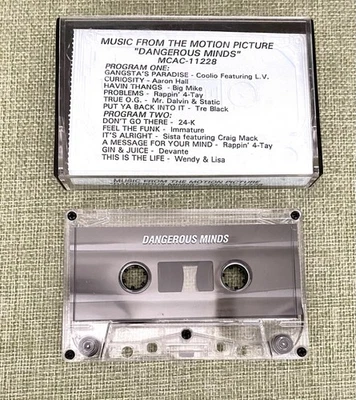 MUSIC FROM THE MOTION PICTURE
"DANGEROUS MINDS"
MCAC-11228
PROGRAM ONE:
GANGSTA'S PARADISE - Coolio Featuring L.V.
CURIOSITY - Aaron Hall
HAVIN THANGS - Big Mike
PROBLEMS - Rappin' 4-Tay
TRUE O.G. - Mr. Dalvin & Static
PUT YA BACK INTO IT - Tre Black
PROGRAM TWO:
DON'T GO THERE - 24-K
FEEL THE FUNK - Immature
IT'S ALRIGHT - Sista featuring Craig Mack
A MESSAGE FOR YOUR MIND - Rappin' 4-Tay
GIN & JUICE - Devante
THIS IS THE LIFE - Wendy & Lisa
MUSIC FROM THE MOTION PICTURE
DANGEROUS MINDS